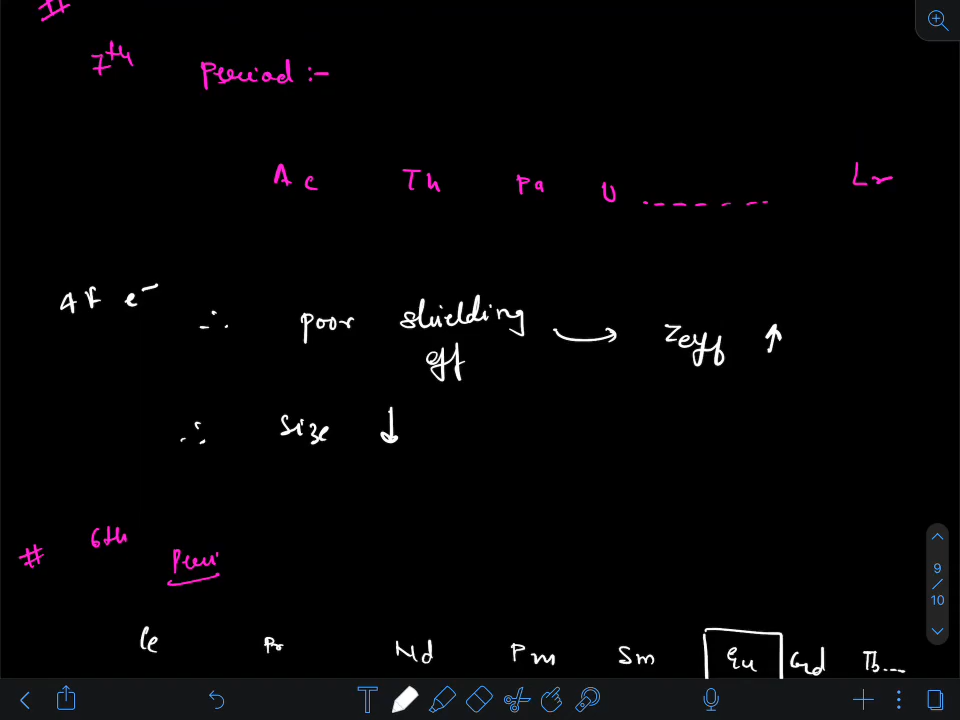 #
7th Period :-
Ac Th Pa U ------- Lr
4f e⁻ ∴ poor shielding eff → Zeff ↑
∴ size ↓
# 6th Peri
Ce Pr Nd Pm Sm Eu Gd Tb...
9
/
10
T